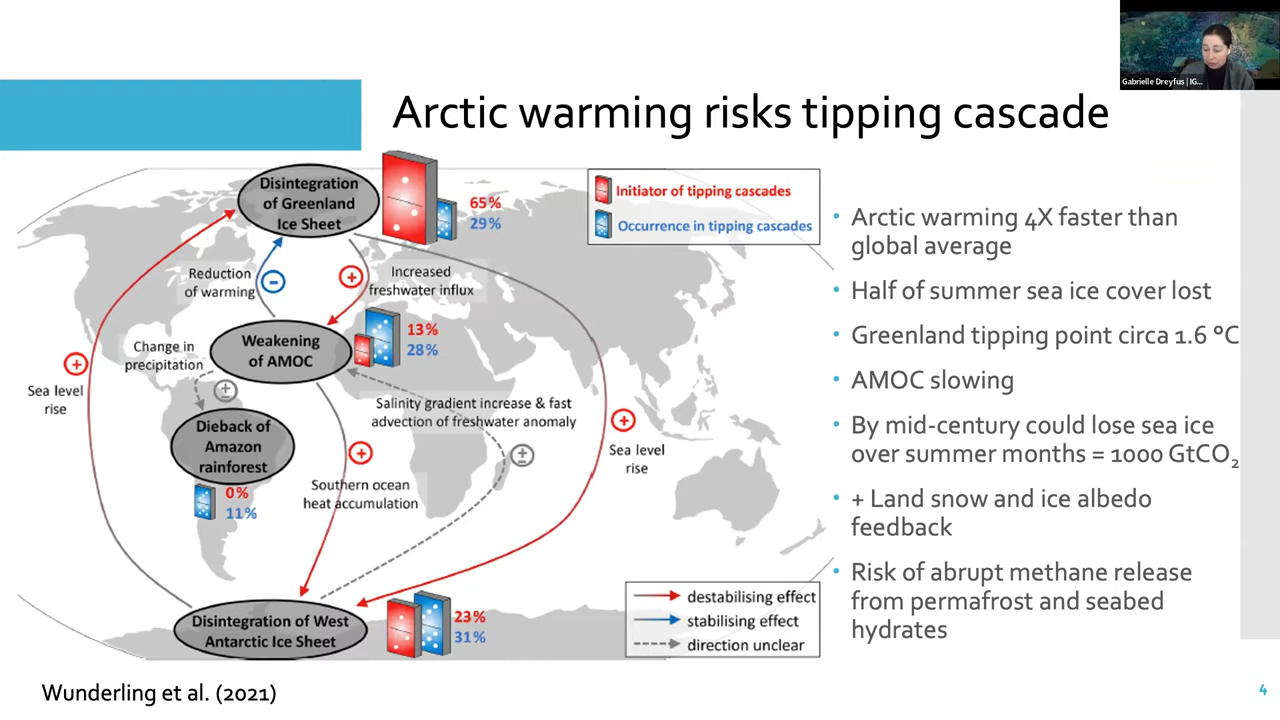 Gabrielle Dreyfus | IG...
Arctic warming risks tipping cascade
Disintegration
of Greenland
Ice Sheet
65%
29%
Initiator of tipping cascades
Occurrence in tipping cascades
Reduction
of warming
−
+
Increased
freshwater influx
Weakening
of AMOC
13%
28%
Change in
precipitation
±
+
Sea level
rise
Salinity gradient increase & fast
advection of freshwater anomaly
Dieback of
Amazon
rainforest
0%
11%
+
Southern ocean
heat accumulation
±
+
Sea level
rise
Disintegration of West
Antarctic Ice Sheet
23%
31%
destabilising effect
stabilising effect
direction unclear
• Arctic warming 4X faster than
global average
• Half of summer sea ice cover lost
• Greenland tipping point circa 1.6 °C
• AMOC slowing
• By mid-century could lose sea ice
over summer months = 1000 GtCO₂
• + Land snow and ice albedo
feedback
• Risk of abrupt methane release
from permafrost and seabed
hydrates
Wunderling et al. (2021)
4